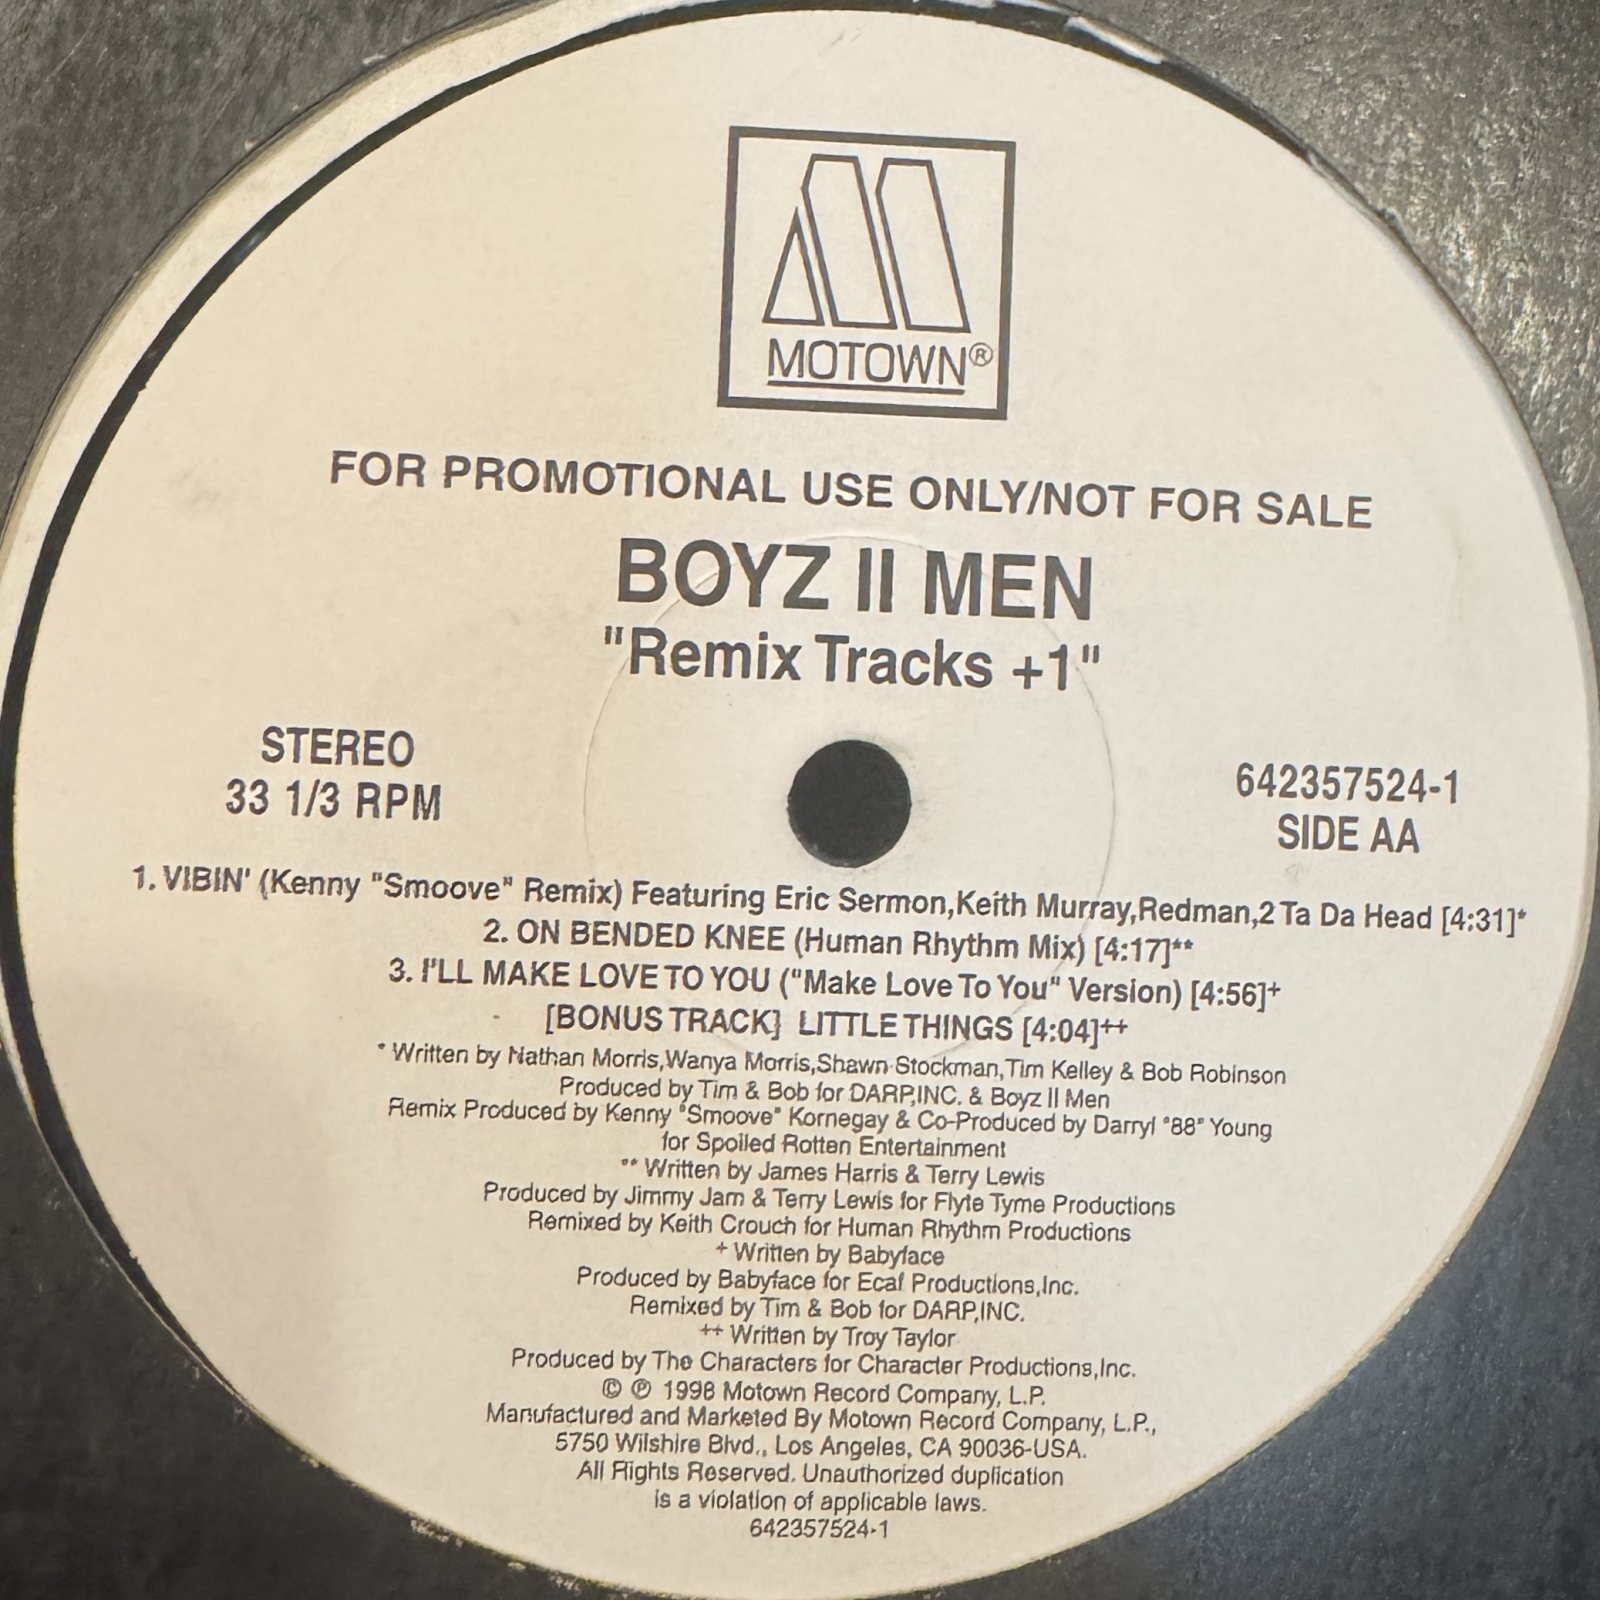 MOTOWN®
FOR PROMOTIONAL USE ONLY/NOT FOR SALE
BOYZ II MEN
"Remix Tracks +1"
STEREO
33 1/3 RPM
642357524-1
SIDE AA
1. VIBIN' (Kenny "Smoove" Remix) Featuring Eric Sermon,Keith Murray,Redman,2 Ta Da Head [4:31]*
2. ON BENDED KNEE (Human Rhythm Mix) [4:17]**
3. I'LL MAKE LOVE TO YOU ("Make Love To You" Version) [4:56]+
[BONUS TRACK] LITTLE THINGS [4:04]++
* Written by Nathan Morris,Wanya Morris,Shawn Stockman,Tim Kelley & Bob Robinson
Produced by Tim & Bob for DARP,INC. & Boyz II Men
Remix Produced by Kenny "Smoove" Kornegay & Co-Produced by Darryl "88" Young
for Spoiled Rotten Entertainment
** Written by James Harris & Terry Lewis
Produced by Jimmy Jam & Terry Lewis for Flyte Tyme Productions
Remixed by Keith Crouch for Human Rhythm Productions
+ Written by Babyface
Produced by Babyface for Ecaf Productions,Inc.
Remixed by Tim & Bob for DARP,INC.
++ Written by Troy Taylor
Produced by The Characters for Character Productions,Inc.
© ℗ 1998 Motown Record Company, L.P.
Manufactured and Marketed By Motown Record Company, L.P.,
5750 Wilshire Blvd., Los Angeles, CA 90036-USA.
All Rights Reserved. Unauthorized duplication
is a violation of applicable laws.
642357524-1